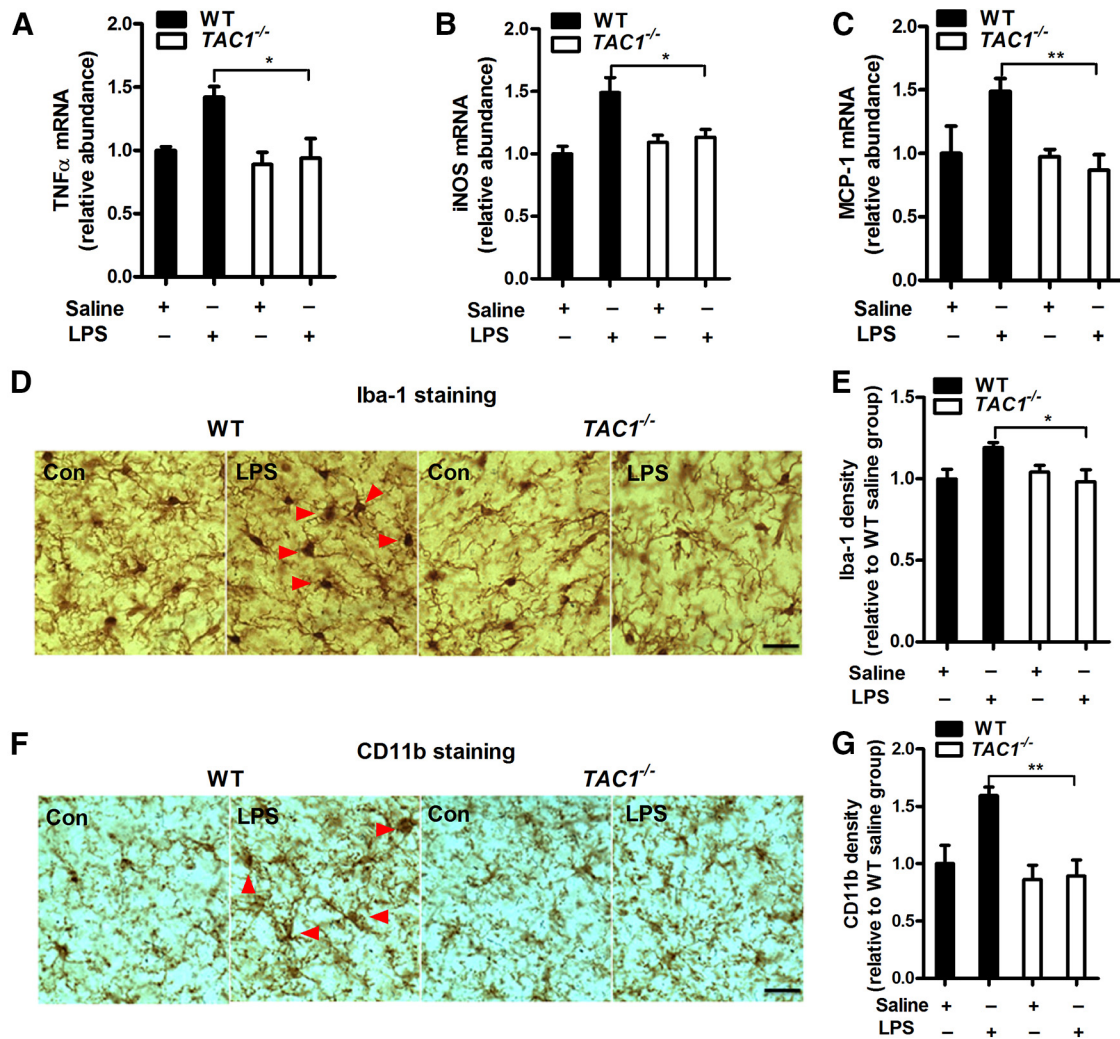 A
WT
TAC1-/-
TNFα mRNA
(relative abundance)
2.0
1.5
1.0
0.5
0.0
*
Saline + – + –
LPS – + – +
B
WT
TAC1-/-
iNOS mRNA
(relative abundance)
2.0
1.5
1.0
0.5
0.0
*
Saline + – + –
LPS – + – +
C
WT
TAC1-/-
MCP-1 mRNA
(relative abundance)
2.0
1.5
1.0
0.5
0.0
**
Saline + – + –
LPS – + – +
D
Iba-1 staining
WT TAC1-/-
Con LPS Con LPS
E
WT
TAC1-/-
Iba-1 density
(relative to WT saline group)
1.5
1.0
0.5
0.0
*
Saline + – + –
LPS – + – +
F
CD11b staining
WT TAC1-/-
Con LPS Con LPS
G
WT
TAC1-/-
CD11b density
(relative to WT saline group)
2.0
1.5
1.0
0.5
0.0
**
Saline + – + –
LPS – + – +